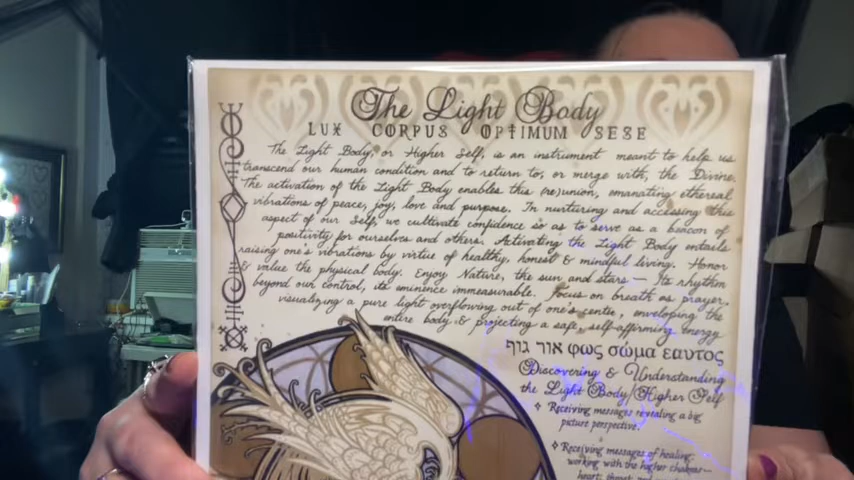 The Light Body
LUX CORPUS OPTIMUM SESE
The Light Body, or Higher Self, is an instrument meant to help us
transcend our human condition and to return to, or merge with, the Divine.
The activation of the Light Body enables this (re)union, emanating ethereal
vibrations of peace, joy, love and purpose. In nurturing and accessing this
aspect of our Self, we cultivate confidence so as to serve as a beacon of
positivity for ourselves and others. Activating the Light Body entails
raising one's vibrations by virtue of healthy, honest & mindful living. Honor
& value the physical body. Enjoy Nature, the sun and stars — Its rhythm
beyond our control, its eminence immeasurable. Focus on breath as prayer,
visualizing a pure light overflowing out of one's centre, enveloping the
entire body & projecting a safe, self-affirming energy
גוף אור φως σώμα εαυτος
Discovering & Understanding
the Light Body/Higher Self
Receiving messages revealing a big
picture perspective.
Receiving messages of healing;
working with the higher chakras—
heart, throat